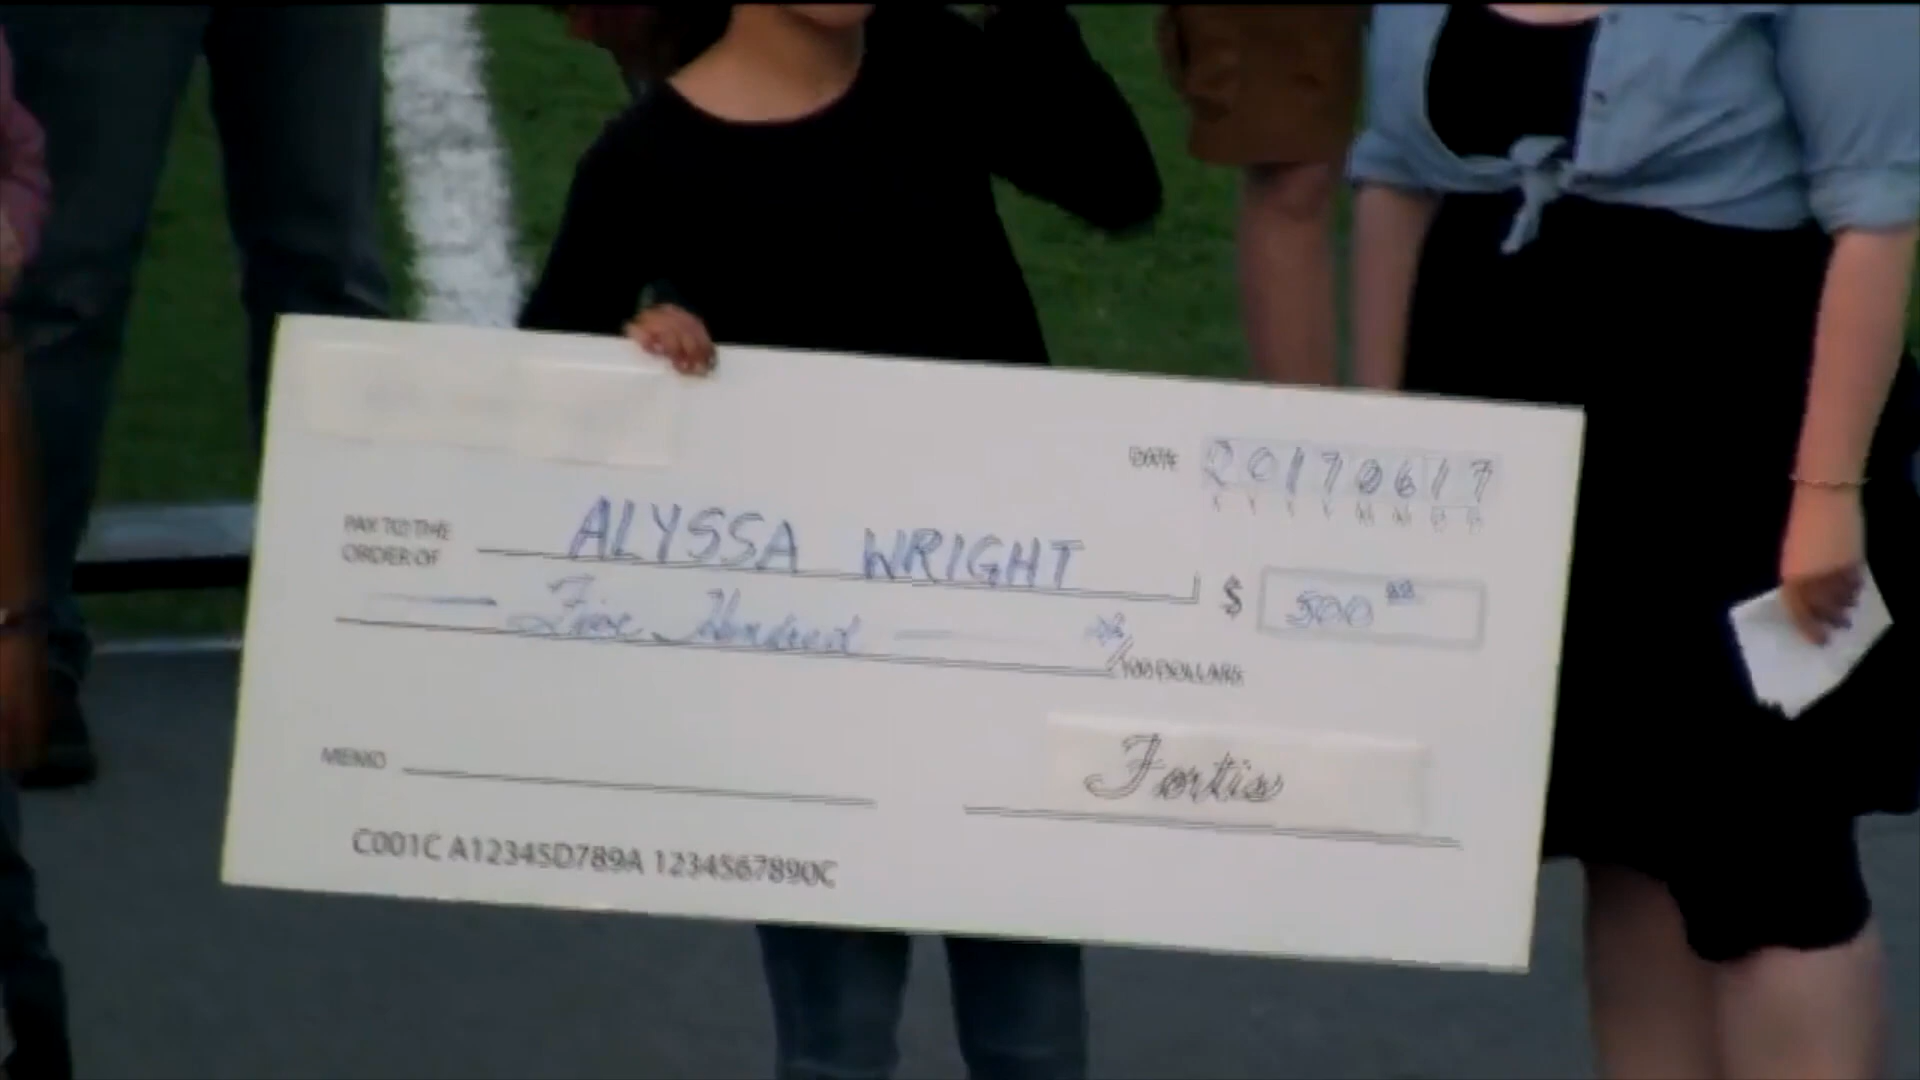 DATE 20170617
Y Y Y Y M M D D
PAY TO THE
ORDER OF
ALYSSA WRIGHT
$ 500 00
Five Hundred xx/100 DOLLARS
MEMO
Fortis
C001C A12345D789A 1234567890C